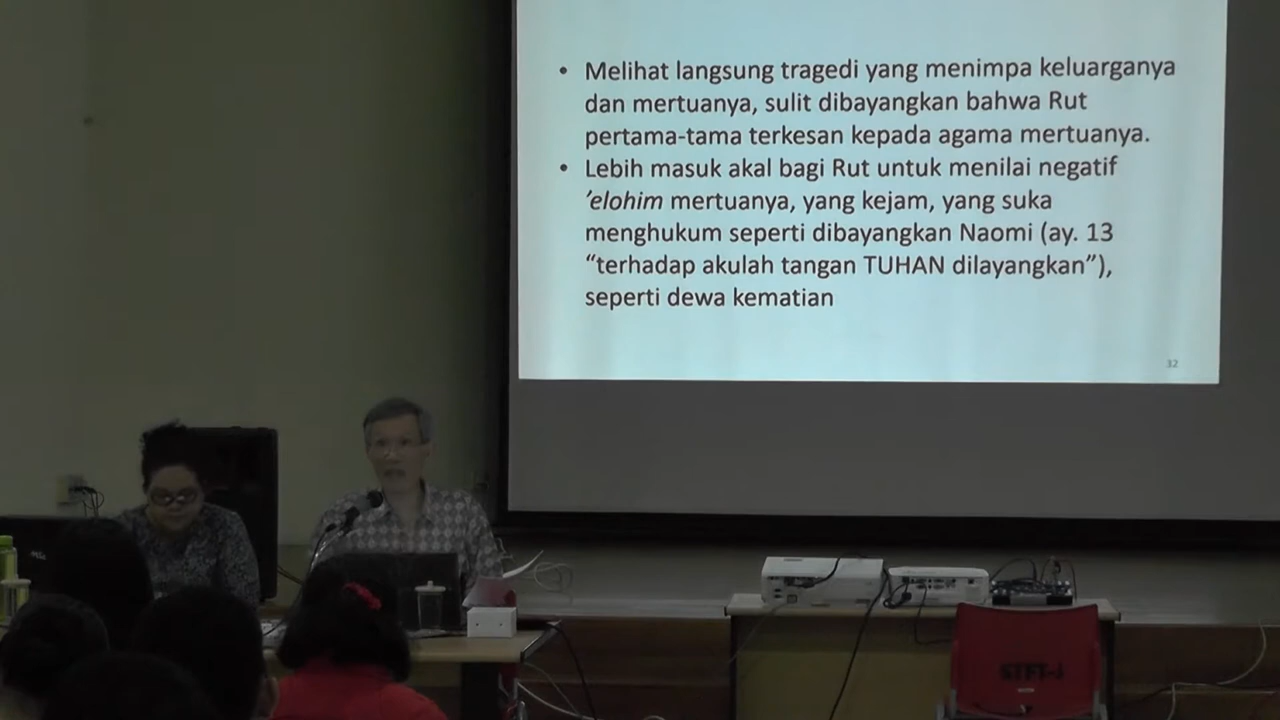 • Melihat langsung tragedi yang menimpa keluarganya
dan mertuanya, sulit dibayangkan bahwa Rut
pertama-tama terkesan kepada agama mertuanya.
• Lebih masuk akal bagi Rut untuk menilai negatif
’elohim mertuanya, yang kejam, yang suka
menghukum seperti dibayangkan Naomi (ay. 13
“terhadap akulah tangan TUHAN dilayangkan”),
seperti dewa kematian
32
STFT-J